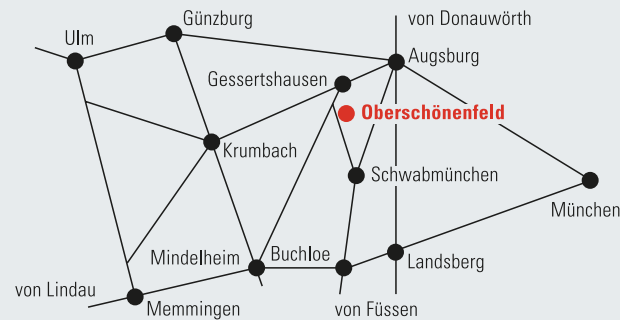 von Donauwörth
Günzburg
Ulm
Augsburg
Gessertshausen
Oberschönenfeld
Krumbach
Schwabmünchen
München
Mindelheim
Buchloe
Landsberg
von Lindau
Memmingen
von Füssen